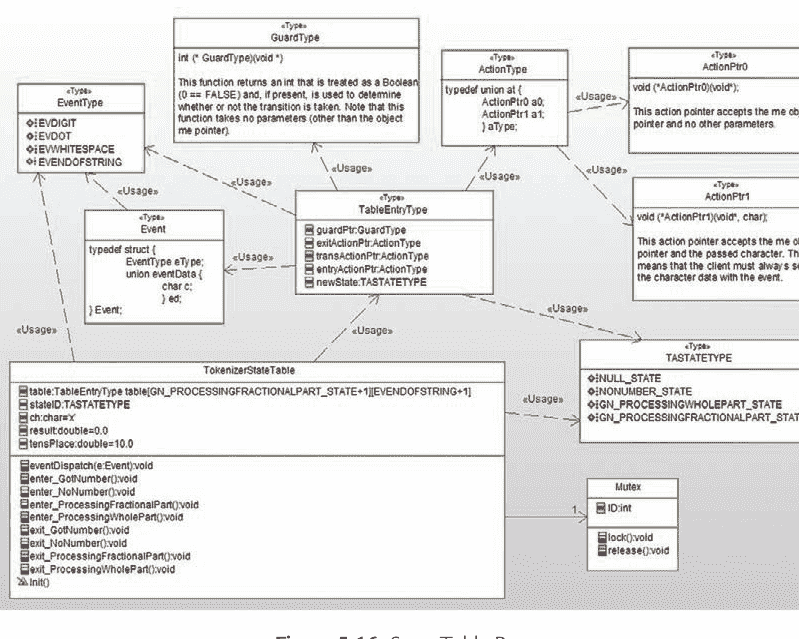 «Type»
GuardType
int (* GuardType)(void *)
This function returns an int that is treated as a Boolean
(0 == FALSE) and, if present, is used to determine
whether or not the transition is taken. Note that this
function takes no parameters (other than the object
me pointer).
«Type»
ActionType
typedef union at {
ActionPtr0 a0;
ActionPtr1 a1;
} aType;
«Type»
ActionPtr0
void (*ActionPtr0)(void*);
This action pointer accepts the me obj
pointer and no other parameters.
«Type»
EventType
EVDIGIT
EVDOT
EVWHITESPACE
EVENDOFSTRING
«Usage»
«Usage»
«Usage»
«Usage»
«Usage»
«Usage»
«Type»
ActionPtr1
void (*ActionPtr1)(void*, char);
This action pointer accepts the me o
pointer and the passed character. Th
means that the client must always se
the character data with the event.
«Type»
Event
typedef struct {
EventType eType;
union eventData {
char c;
} ed;
} Event;
«Usage»
«Type»
TableEntryType
guardPtr:GuardType
exitActionPtr:ActionType
transActionPtr:ActionType
entryActionPtr:ActionType
newState:TASTATETYPE
«Usage»
«Usage»
«Usage»
«Type»
TASTATETYPE
NULL_STATE
NONUMBER_STATE
GN_PROCESSINGWHOLEPART_STATE
GN_PROCESSINGFRACTIONALPART_STAT
TokenizerStateTable
table:TableEntryType table[GN_PROCESSINGFRACTIONALPART_STATE+1][EVENDOFSTRING+1]
stateID:TASTATETYPE
ch:char='x'
result:double=0.0
tensPlace:double=10.0
eventDispatch(e:Event):void
enter_GotNumber():void
enter_NoNumber():void
enter_ProcessingFractionalPart():void
enter_ProcessingWholePart():void
exit_GotNumber():void
exit_NoNumber():void
exit_ProcessingFractionalPart():void
exit_ProcessingWholePart():void
Init()
«Usage»
1
Mutex
ID:int
lock():void
release():void